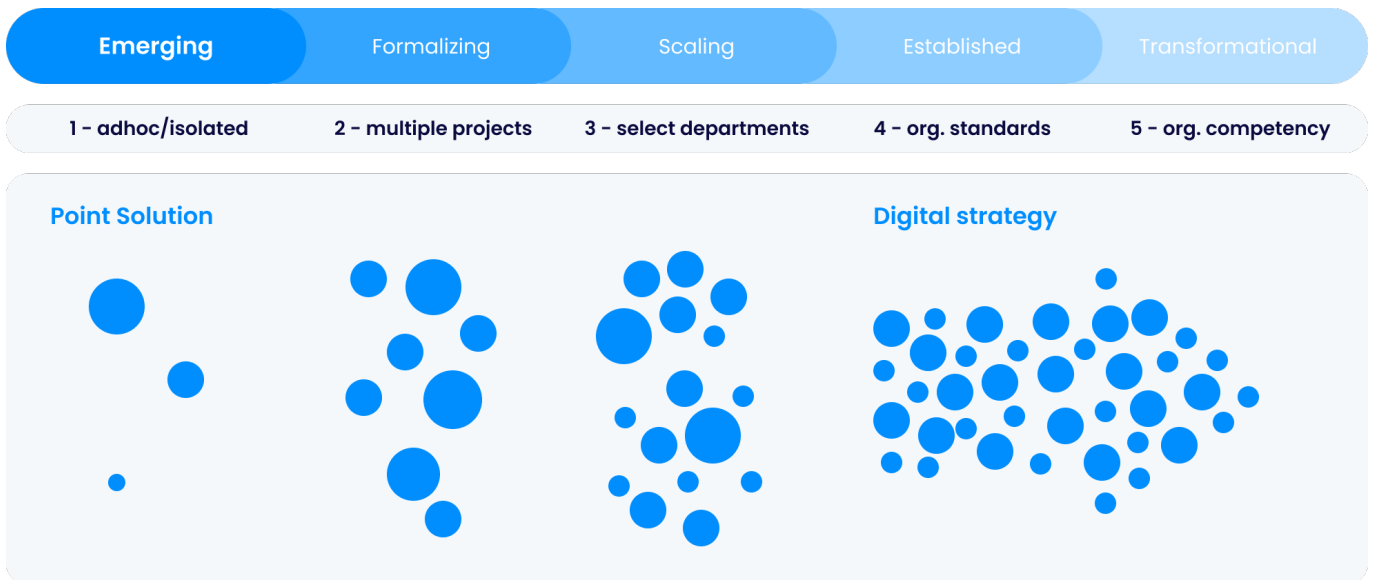 Emerging
Formalizing
Scaling
Established
Transformational
1 - adhoc/isolated
2 - multiple projects
3 - select departments
4 - org. standards
5 - org. competency
Point Solution
Digital strategy